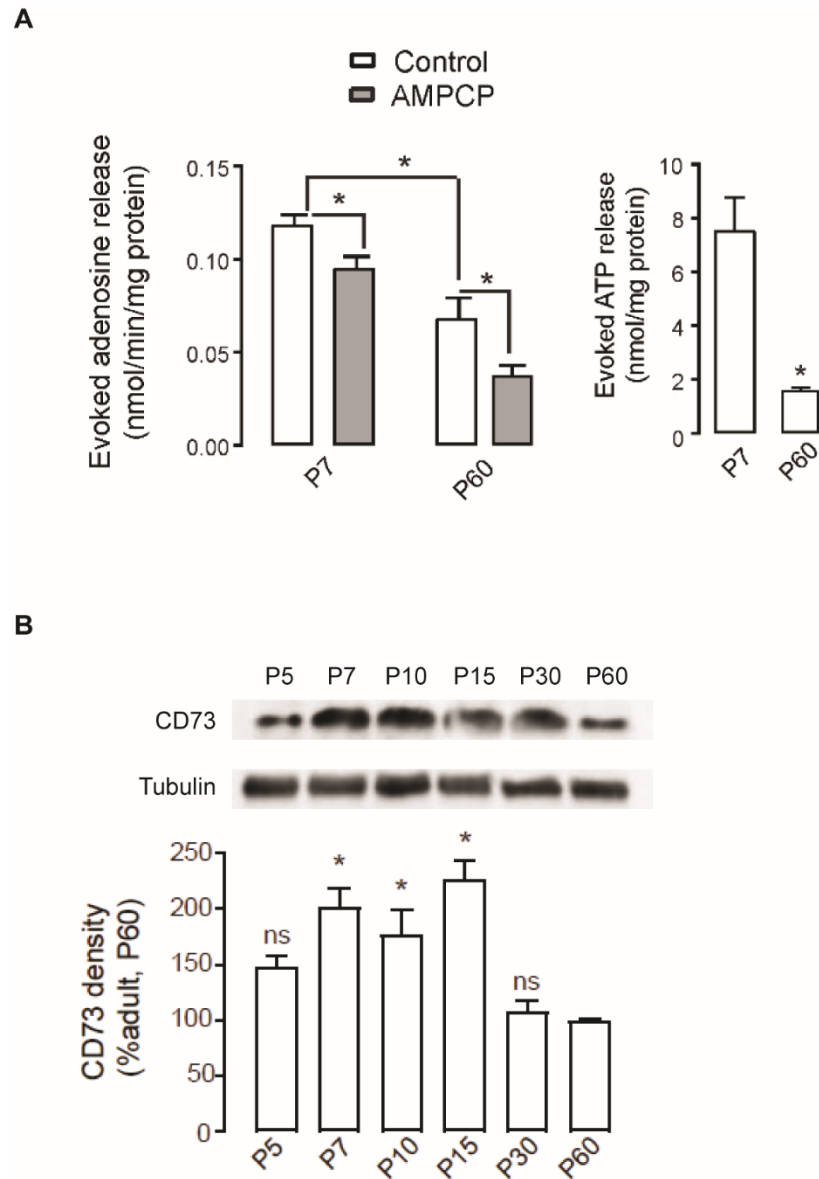 A
Control
AMPCP
Evoked adenosine release
(nmol/min/mg protein)
0.15
0.10
0.05
0.00
*
*
*
P7
P60
Evoked ATP release
(nmol/mg protein)
10
8
6
4
2
0
*
P7
P60
B
P5 P7 P10 P15 P30 P60
CD73
Tubulin
CD73 density
(%adult, P60)
250
200
150
100
50
0
ns
*
*
*
ns
P5
P7
P10
P15
P30
P60